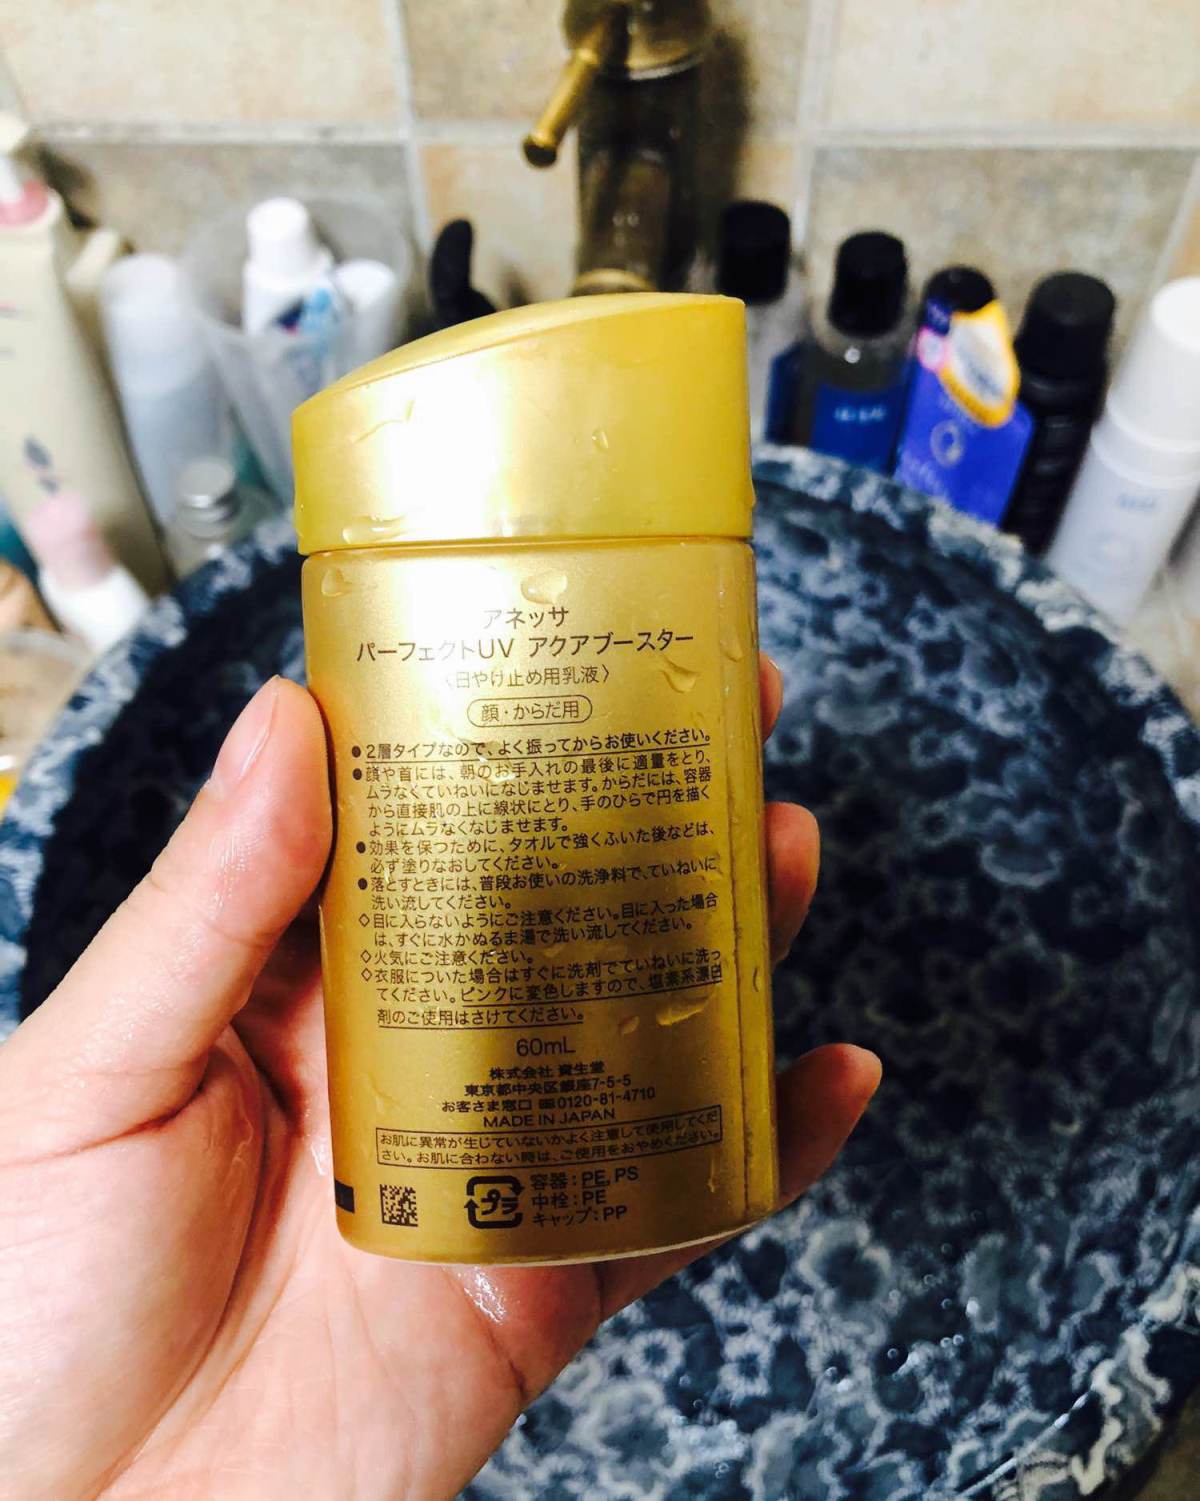 アネッサ
パーフェクトUV アクアブースター
〈日やけ止め用乳液〉
顔・からだ用
●2層タイプなので、よく振ってからお使いください。
●顔や首には、朝のお手入れの最後に適量をとり、
ムラなくていねいになじませます。からだには、容器
から直接肌の上に線状にとり、手のひらで円を描く
ようにムラなくなじませます。
●効果を保つために、タオルで強くふいた後などは、
必ず塗りなおしてください。
●落とすときには、普段お使いの洗浄料で、ていねいに
洗い流してください。
◇目に入らないようにご注意ください。目に入った場合
は、すぐに水かぬるま湯で洗い流してください。
◇火気にご注意ください。
◇衣服についた場合はすぐに洗剤でていねいに洗っ
てください。ピンクに変色しますので、塩素系漂白
剤のご使用はさけてください。
60mL
株式会社 資生堂
東京都中央区銀座7-5-5
お客さま窓口 0120-81-4710
MADE IN JAPAN
お肌に異常が生じていないかよく注意して使用してくだ
さい。お肌に合わない時は、ご使用をおやめください。
プラ
容器:PE,PS
中栓:PE
キャップ:PP